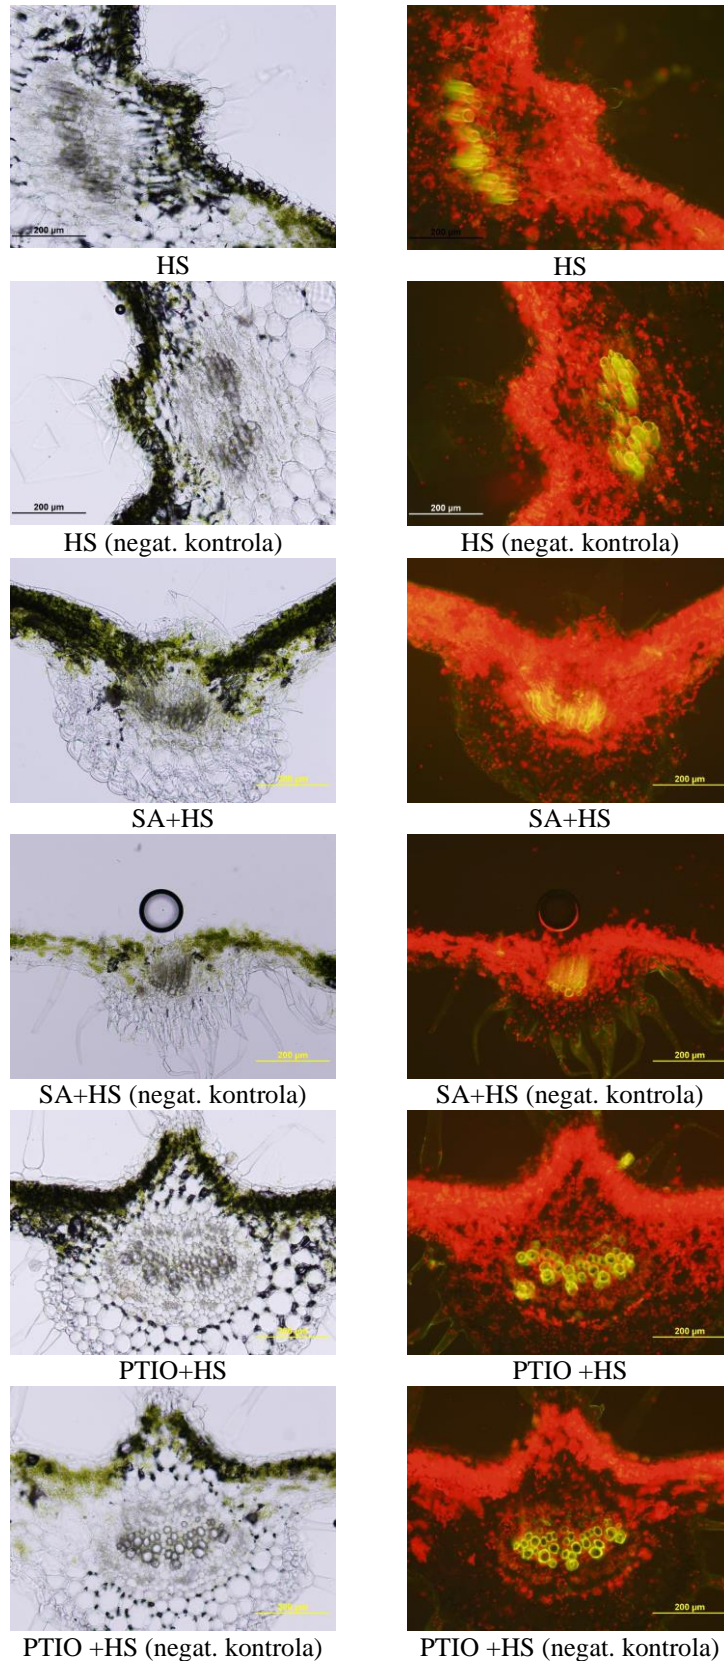 200 µm
HS HS
200 µm 200 µm
HS (negat. kontrola) HS (negat. kontrola)
200 µm 200 µm
SA+HS SA+HS
200 µm 200 µm
SA+HS (negat. kontrola) SA+HS (negat. kontrola)
200 µm 200 µm
PTIO+HS PTIO +HS
200 µm 200 µm
PTIO +HS (negat. kontrola) PTIO +HS (negat. kontrola)